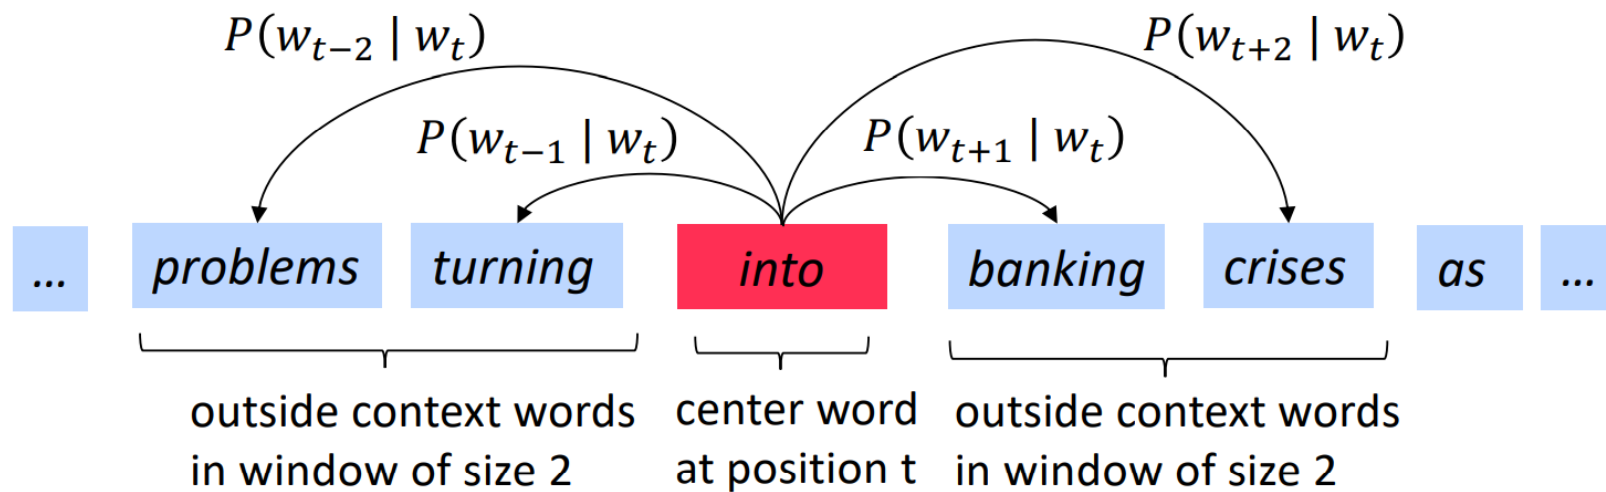 P(w_{t−2} | w_t)
P(w_{t+2} | w_t)
P(w_{t−1} | w_t)
P(w_{t+1} | w_t)
... problems turning into banking crises as ...
outside context words
in window of size 2
center word
at position t
outside context words
in window of size 2